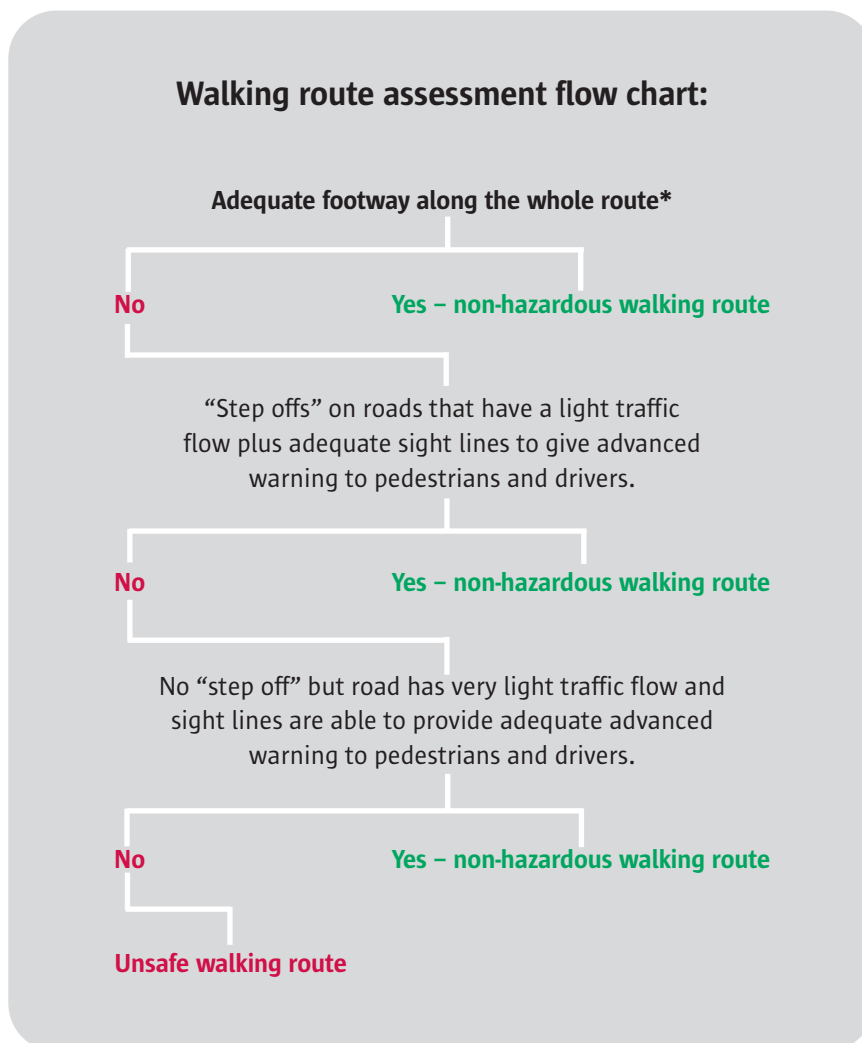 Walking route assessment flow chart:
Adequate footway along the whole route*
No
Yes – non-hazardous walking route
“Step offs” on roads that have a light traffic
flow plus adequate sight lines to give advanced
warning to pedestrians and drivers.
No
Yes – non-hazardous walking route
No “step off” but road has very light traffic flow and
sight lines are able to provide adequate advanced
warning to pedestrians and drivers.
No
Yes – non-hazardous walking route
Unsafe walking route